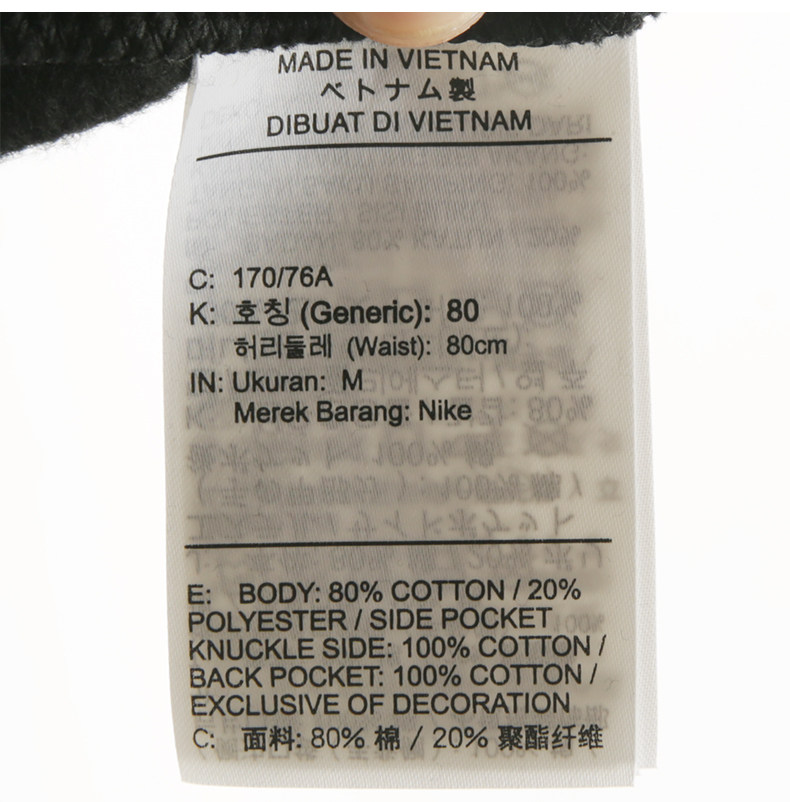 MADE IN VIETNAM
ベトナム製
DIBUAT DI VIETNAM
C: 170/76A
K: 호칭 (Generic): 80
허리둘레 (Waist): 80cm
IN: Ukuran: M
Merek Barang: Nike
E: BODY: 80% COTTON / 20%
POLYESTER / SIDE POCKET
KNUCKLE SIDE: 100% COTTON /
BACK POCKET: 100% COTTON /
EXCLUSIVE OF DECORATION
C: 面料: 80% 棉 / 20% 聚酯纤维